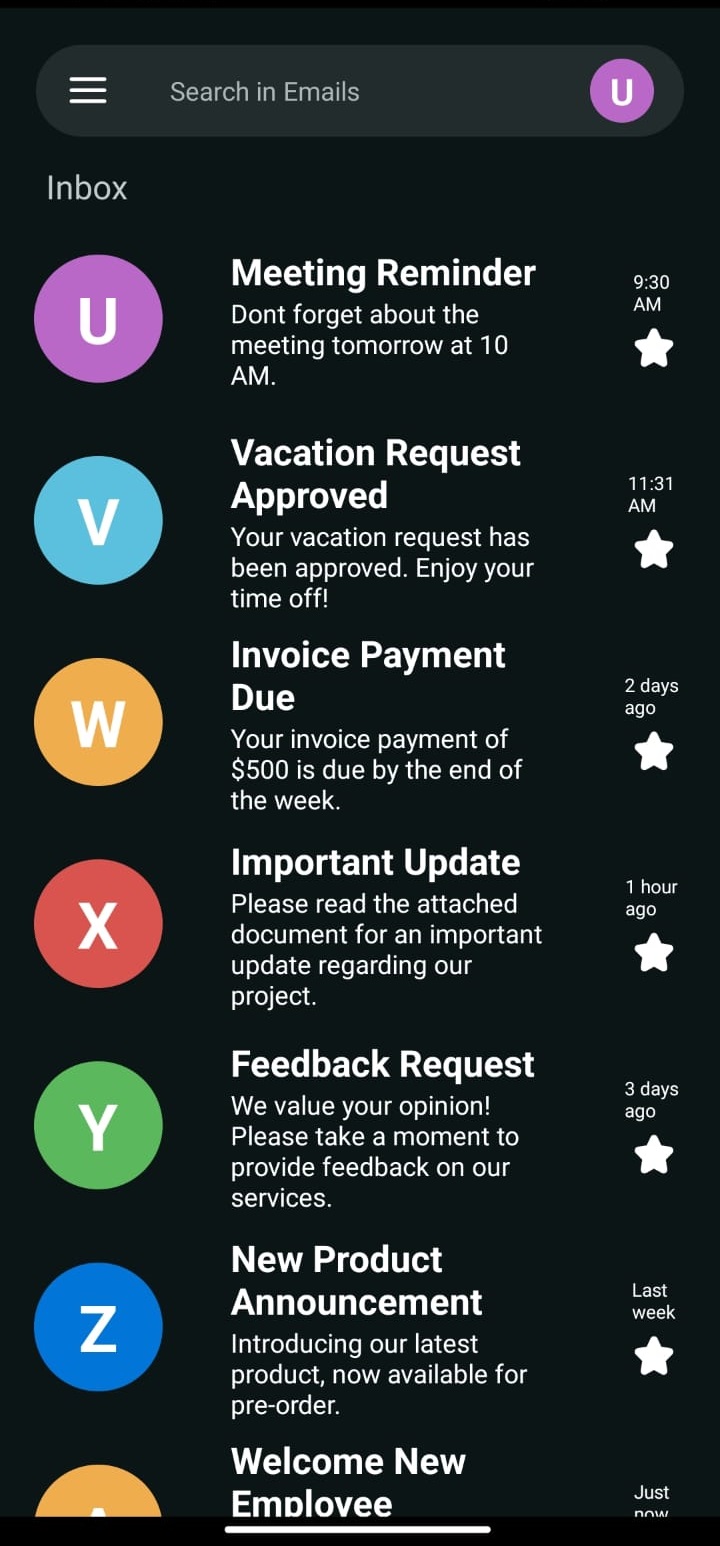 Search in Emails
U
Inbox
U
Meeting Reminder
Dont forget about the
meeting tomorrow at 10
AM.
9:30
AM
V
Vacation Request
Approved
Your vacation request has
been approved. Enjoy your
time off!
11:31
AM
W
Invoice Payment
Due
Your invoice payment of
$500 is due by the end of
the week.
2 days
ago
X
Important Update
Please read the attached
document for an important
update regarding our
project.
1 hour
ago
Y
Feedback Request
We value your opinion!
Please take a moment to
provide feedback on our
services.
3 days
ago
Z
New Product
Announcement
Introducing our latest
product, now available for
pre-order.
Last
week
Welcome New
Employee
Just
now